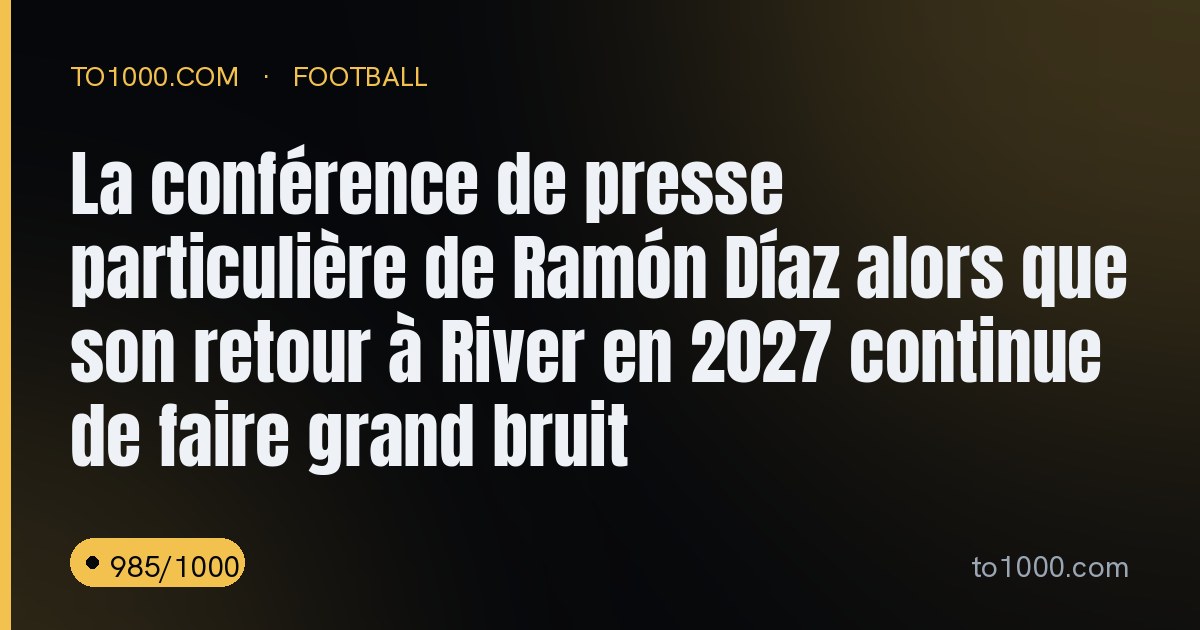 TO1000.COM · FOOTBALL
La conférence de presse
particulière de Ramón Díaz alors que
son retour à River en 2027 continue
de faire grand bruit
985/1000
to1000.com